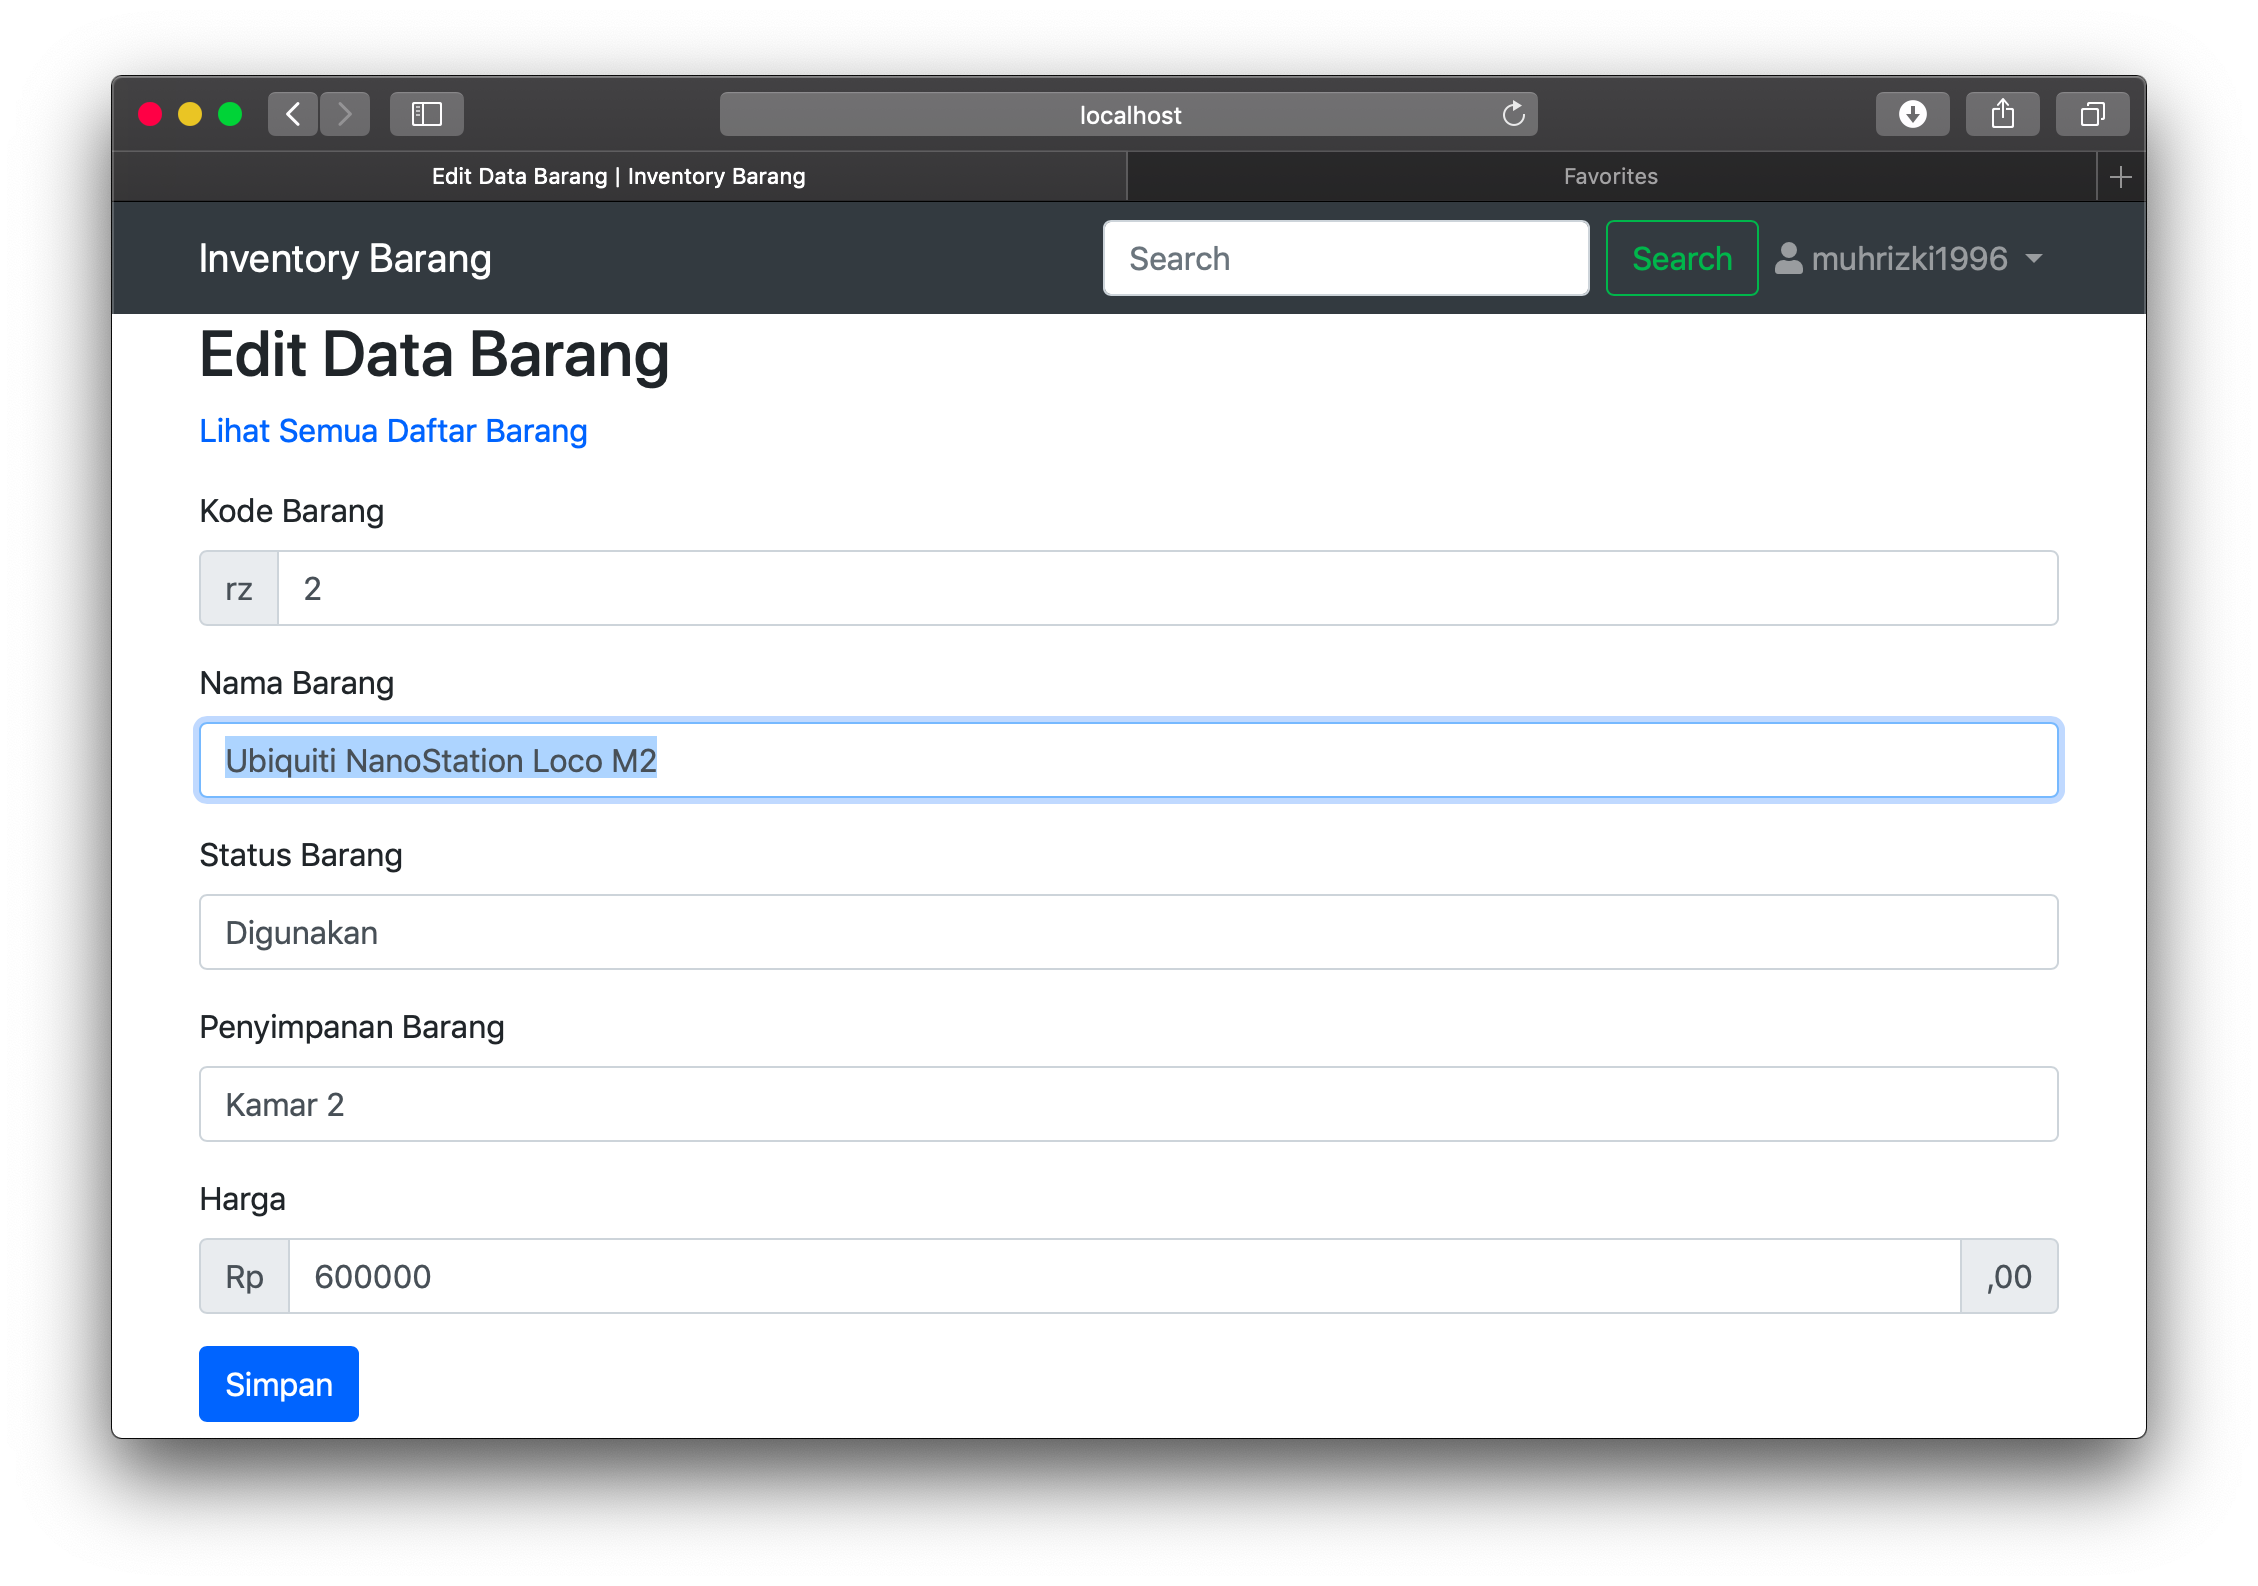 localhost
Edit Data Barang | Inventory Barang
Favorites
Inventory Barang
Search
Search
muhrizki1996
Edit Data Barang
Lihat Semua Daftar Barang
Kode Barang
rz 2
Nama Barang
Ubiquiti NanoStation Loco M2
Status Barang
Digunakan
Penyimpanan Barang
Kamar 2
Harga
Rp 600000 ,00
Simpan